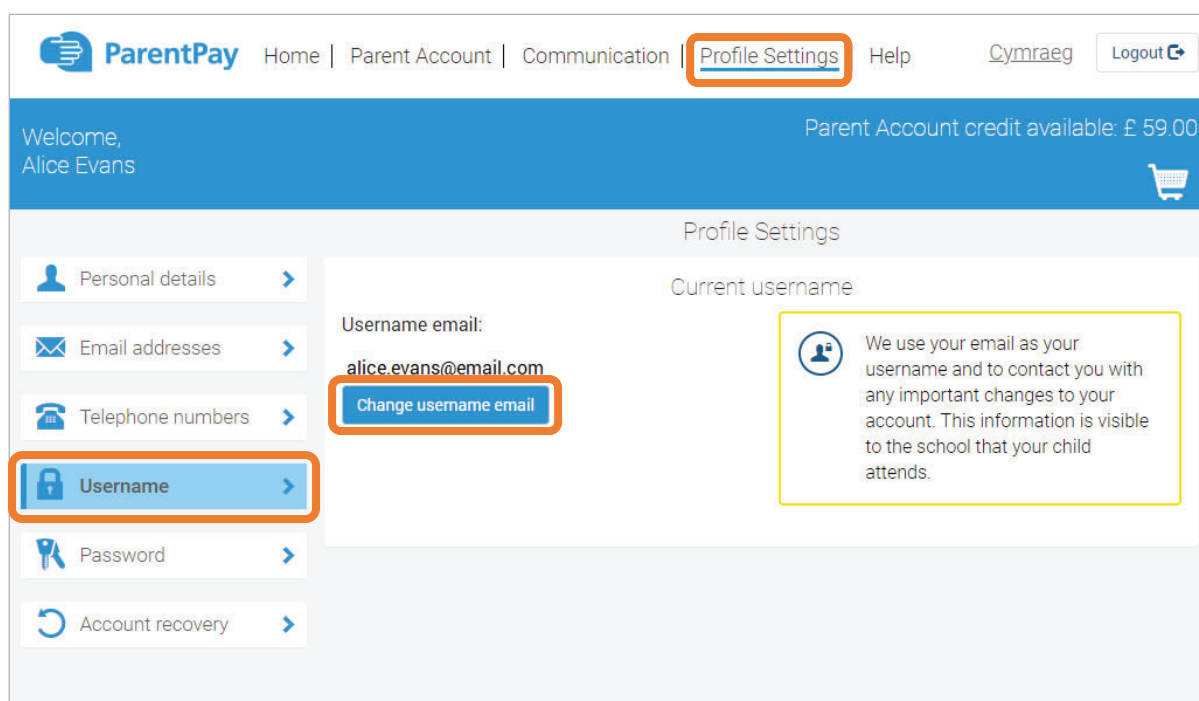 ParentPay Home | Parent Account | Communication | Profile Settings Help Cymraeg Logout
Welcome,
Alice Evans
Parent Account credit available: £ 59.00
Profile Settings
Personal details
Email addresses
Telephone numbers
Username
Password
Account recovery
Current username
Username email:
alice.evans@email.com
Change username email
We use your email as your
username and to contact you with
any important changes to your
account. This information is visible
to the school that your child
attends.